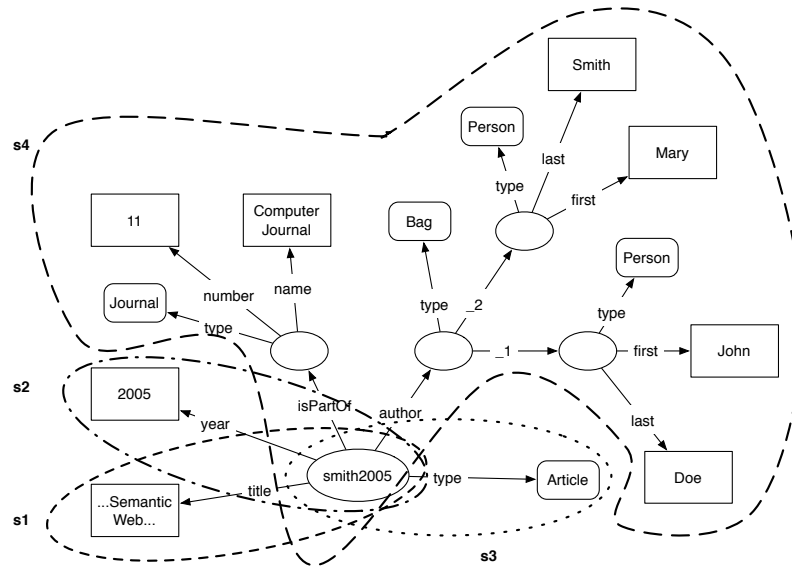 Smith
s4
Person
last
Mary
type
first
11
Computer
Journal
Bag
Person
number
name
Journal
type
type
_2
type
_1
first
John
s2
2005
isPartOf
author
year
last
smith2005
type
Article
Doe
title
...Semantic
Web...
s1
s3